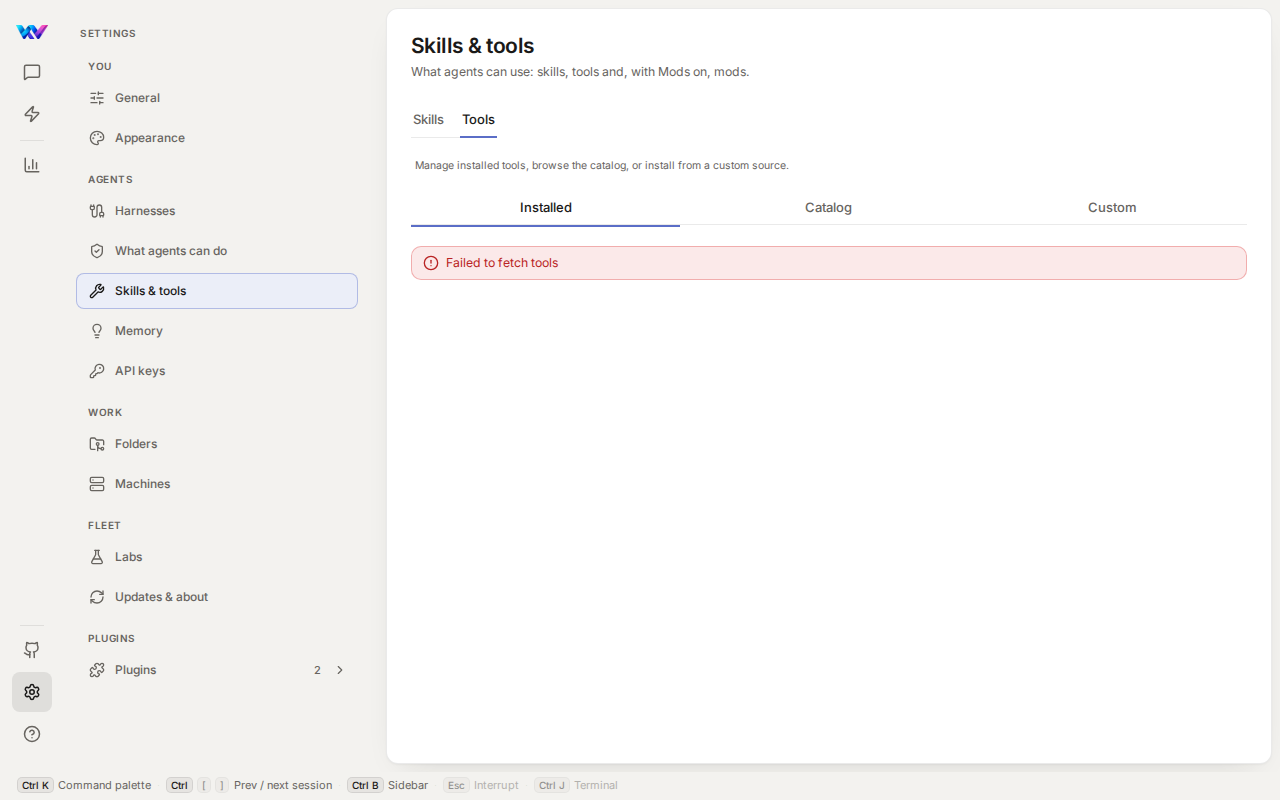 SETTINGS
YOU
General
Appearance
AGENTS
Harnesses
What agents can do
Skills & tools
Memory
API keys
WORK
Folders
Machines
FLEET
Labs
Updates & about
PLUGINS
Plugins 2
Skills & tools
What agents can use: skills, tools and, with Mods on, mods.
Skills Tools
Manage installed tools, browse the catalog, or install from a custom source.
Installed Catalog Custom
Failed to fetch tools
Ctrl K Command palette Ctrl [ ] Prev / next session Ctrl B Sidebar Esc Interrupt Ctrl J Terminal